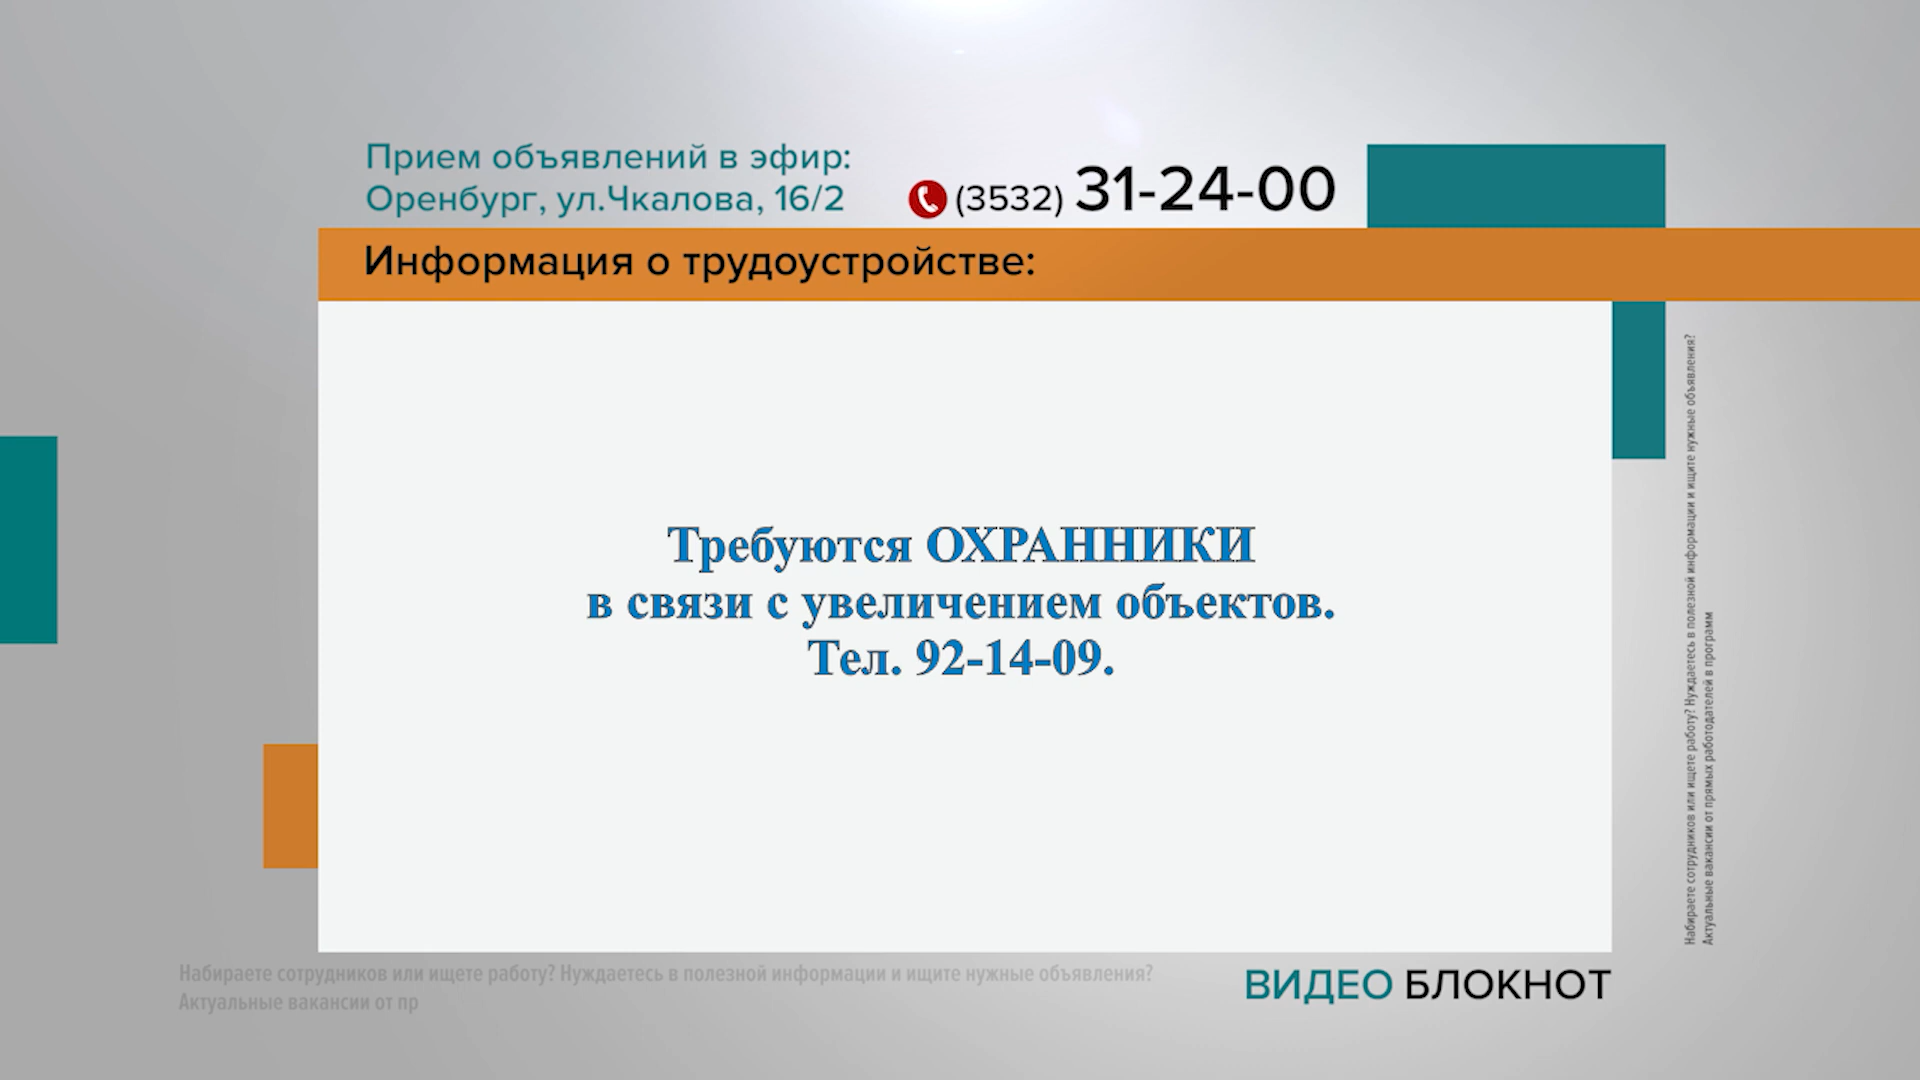 Прием объявлений в эфир:
Оренбург, ул.Чкалова, 16/2
(3532) 31-24-00
Информация о трудоустройстве:
Требуются ОХРАННИКИ
в связи с увеличением объектов.
Тел. 92-14-09.
Набираете сотрудников или ищете работу? Нуждаетесь в полезной информации и ищите нужные объявления?
Актуальные вакансии от прямых работодателей в программ
Набираете сотрудников или ищете работу? Нуждаетесь в полезной информации и ищите нужные объявления?
Актуальные вакансии от пр
ВИДЕО БЛОКНОТ